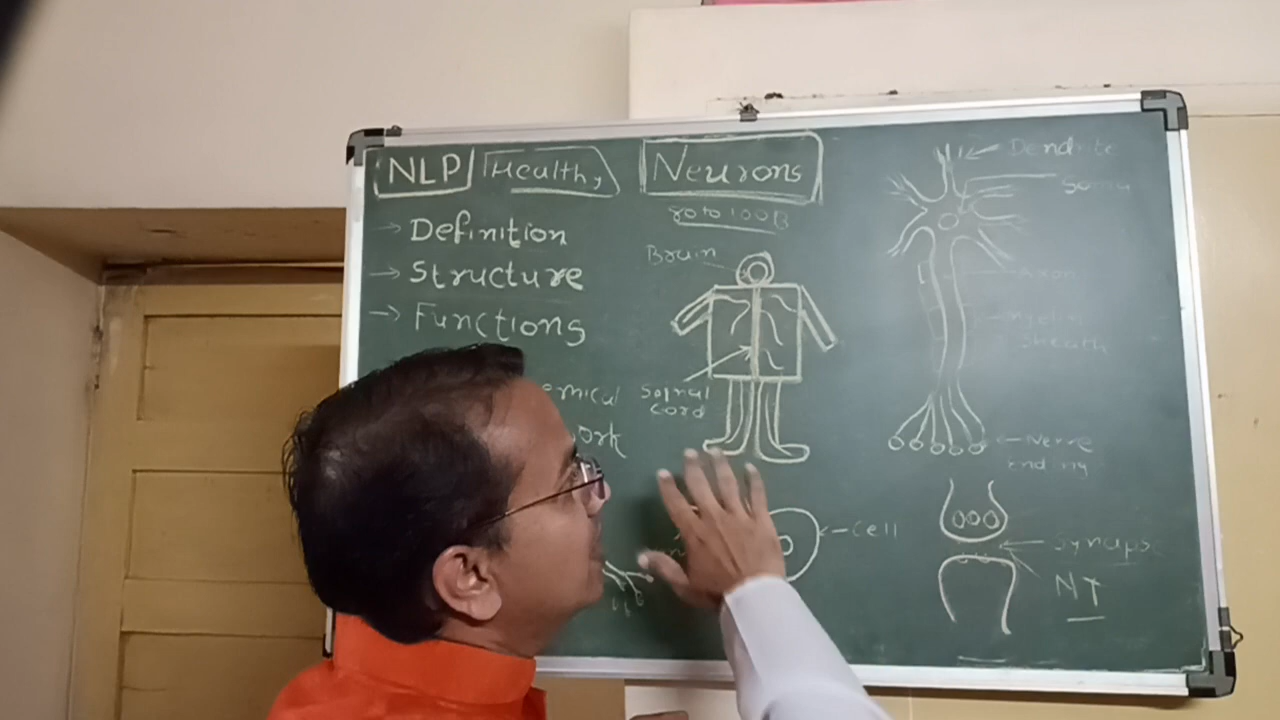 NLP Healthy Neurons
80 to 100B
→ Definition
→ Structure
→ Functions
Brain
Spinal
cord
Cell
Dendrite
Soma
Axon
Myelin
Sheath
Nerve
ending
Synapse
NT